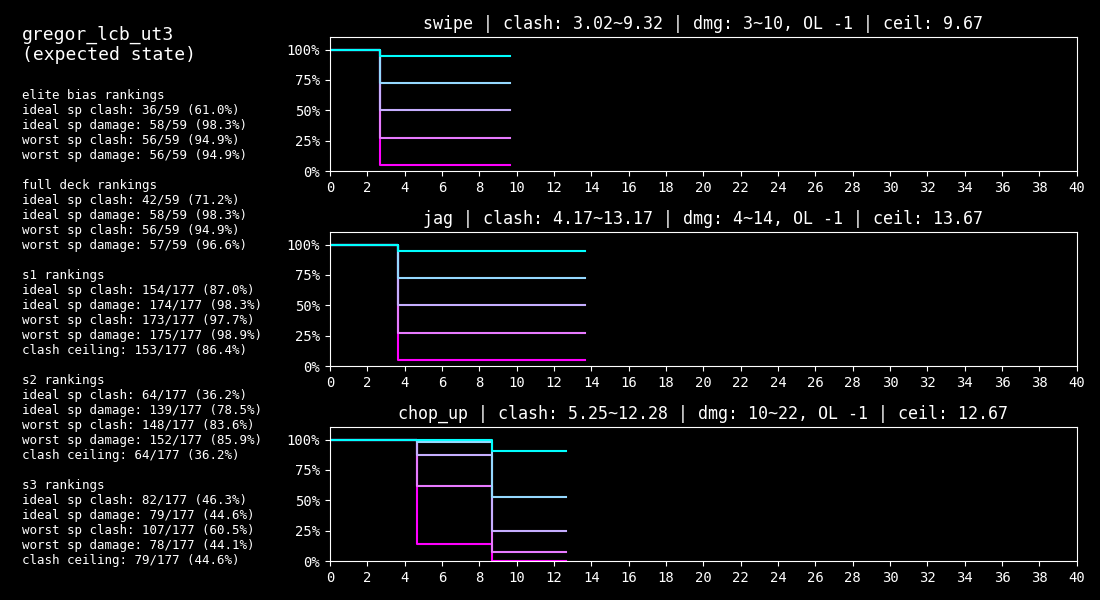 gregor_lcb_ut3
(expected state)
elite bias rankings
ideal sp clash: 36/59 (61.0%)
ideal sp damage: 58/59 (98.3%)
worst sp clash: 56/59 (94.9%)
worst sp damage: 56/59 (94.9%)
full deck rankings
ideal sp clash: 42/59 (71.2%)
ideal sp damage: 58/59 (98.3%)
worst sp clash: 56/59 (94.9%)
worst sp damage: 57/59 (96.6%)
s1 rankings
ideal sp clash: 154/177 (87.0%)
ideal sp damage: 174/177 (98.3%)
worst sp clash: 173/177 (97.7%)
worst sp damage: 175/177 (98.9%)
clash ceiling: 153/177 (86.4%)
s2 rankings
ideal sp clash: 64/177 (36.2%)
ideal sp damage: 139/177 (78.5%)
worst sp clash: 148/177 (83.6%)
worst sp damage: 152/177 (85.9%)
clash ceiling: 64/177 (36.2%)
s3 rankings
ideal sp clash: 82/177 (46.3%)
ideal sp damage: 79/177 (44.6%)
worst sp clash: 107/177 (60.5%)
worst sp damage: 78/177 (44.1%)
clash ceiling: 79/177 (44.6%)
swipe | clash: 3.02~9.32 | dmg: 3~10, OL -1 | ceil: 9.67
100%
75%
50%
25%
0%
0 2 4 6 8 10 12 14 16 18 20 22 24 26 28 30 32 34 36 38 40
jag | clash: 4.17~13.17 | dmg: 4~14, OL -1 | ceil: 13.67
100%
75%
50%
25%
0%
0 2 4 6 8 10 12 14 16 18 20 22 24 26 28 30 32 34 36 38 40
chop_up | clash: 5.25~12.28 | dmg: 10~22, OL -1 | ceil: 12.67
100%
75%
50%
25%
0%
0 2 4 6 8 10 12 14 16 18 20 22 24 26 28 30 32 34 36 38 40